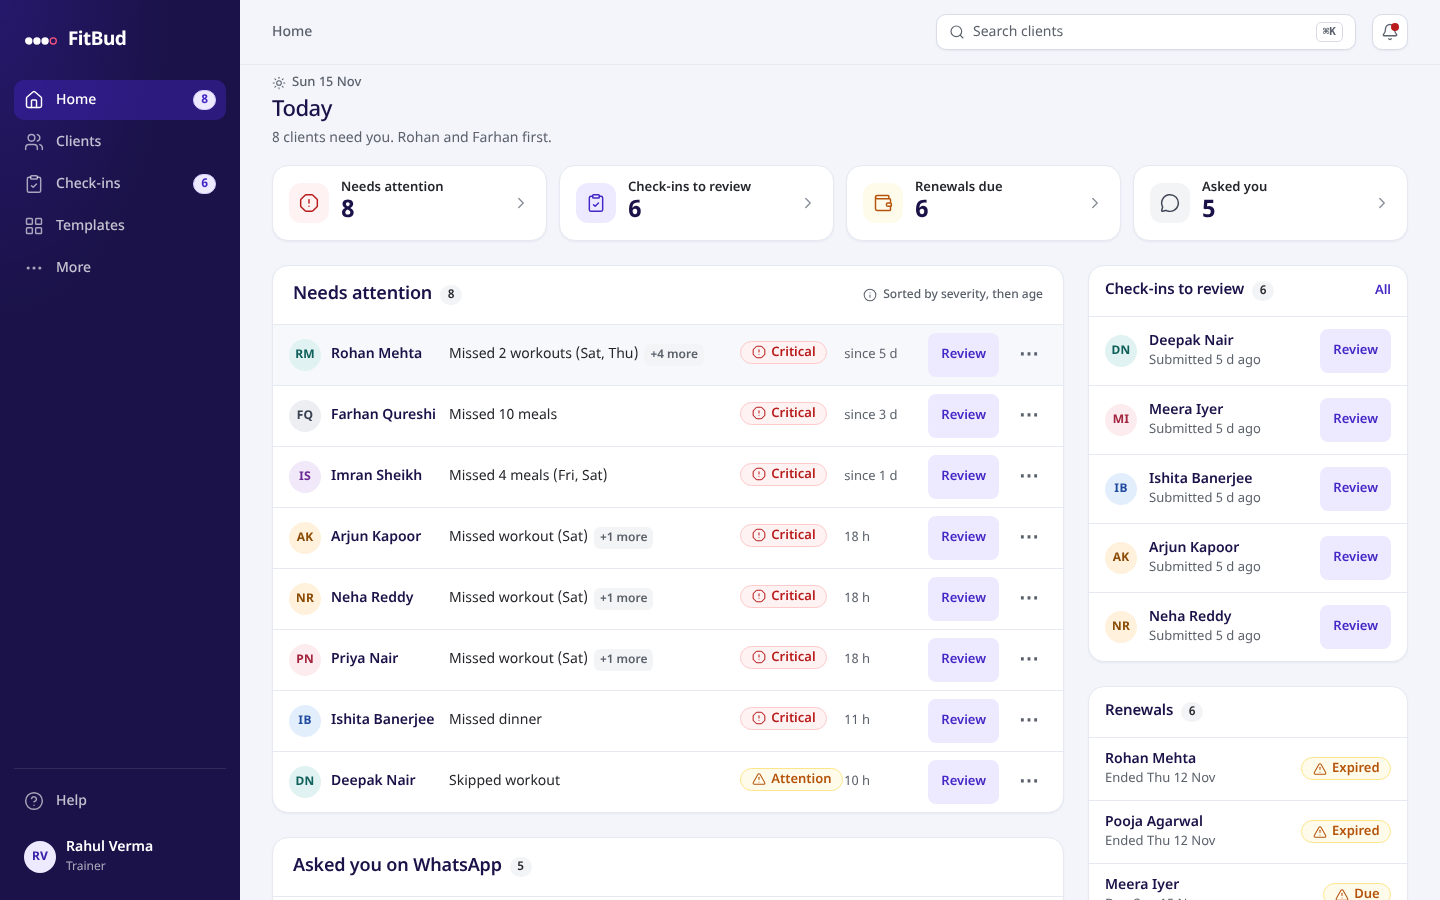 FitBud
Home 8
Clients
Check-ins 6
Templates
More
Help
RV Rahul Verma
Trainer
Home
Search clients ⌘K
Sun 15 Nov
Today
8 clients need you. Rohan and Farhan first.
Needs attention
8
Check-ins to review
6
Renewals due
6
Asked you
5
Needs attention 8
Sorted by severity, then age
RM Rohan Mehta Missed 2 workouts (Sat, Thu) +4 more Critical since 5 d Review
FQ Farhan Qureshi Missed 10 meals Critical since 3 d Review
IS Imran Sheikh Missed 4 meals (Fri, Sat) Critical since 1 d Review
AK Arjun Kapoor Missed workout (Sat) +1 more Critical 18 h Review
NR Neha Reddy Missed workout (Sat) +1 more Critical 18 h Review
PN Priya Nair Missed workout (Sat) +1 more Critical 18 h Review
IB Ishita Banerjee Missed dinner Critical 11 h Review
DN Deepak Nair Skipped workout Attention 10 h Review
Asked you on WhatsApp 5
Check-ins to review 6 All
DN Deepak Nair
Submitted 5 d ago
Review
MI Meera Iyer
Submitted 5 d ago
Review
IB Ishita Banerjee
Submitted 5 d ago
Review
AK Arjun Kapoor
Submitted 5 d ago
Review
NR Neha Reddy
Submitted 5 d ago
Review
Renewals 6
Rohan Mehta
Ended Thu 12 Nov
Expired
Pooja Agarwal
Ended Thu 12 Nov
Expired
Meera Iyer
Due